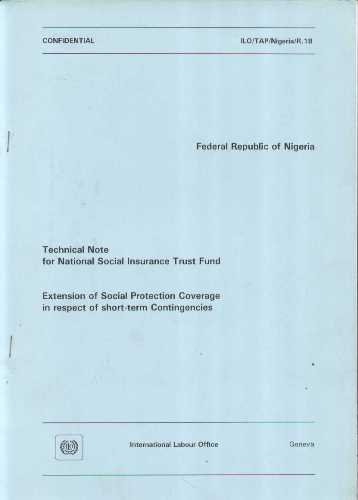 CONFIDENTIAL
ILO/TAP/Nigeria/R.18
Federal Republic of Nigeria
Technical Note
for National Social Insurance Trust Fund
Extension of Social Protection Coverage
in respect of short-term Contingencies
International Labour Office
Geneva